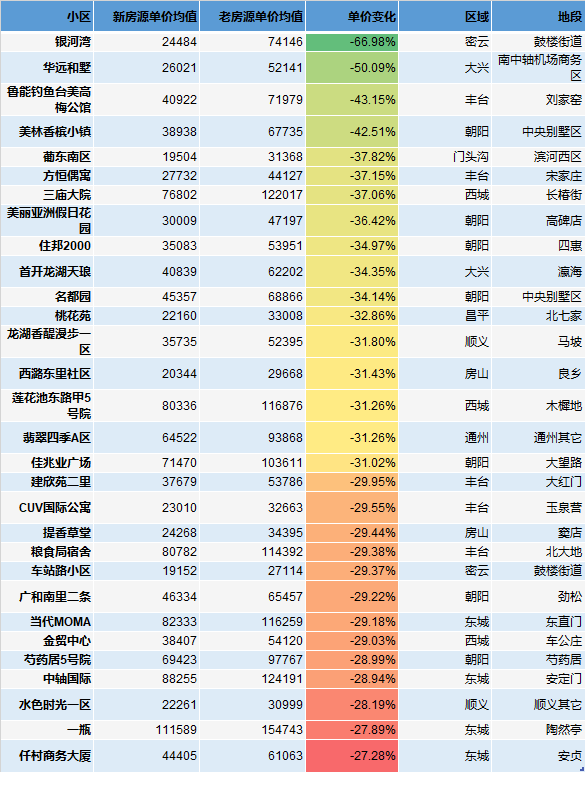 小区 新房源单价均值 老房源单价均值 单价变化 区域 地段
银河湾 24484 74146 -66.98% 密云 鼓楼街道
华远和墅 26021 52141 -50.09% 大兴 南中轴机场商务
区
鲁能钓鱼台美高
梅公馆 40922 71979 -43.15% 丰台 刘家窑
美林香槟小镇 38938 67735 -42.51% 朝阳 中央别墅区
葡东南区 19504 31368 -37.82% 门头沟 滨河西区
方恒偶寓 27732 44127 -37.15% 丰台 宋家庄
三庙大院 76802 122017 -37.06% 西城 长椿街
美丽亚洲假日花
园 30009 47197 -36.42% 朝阳 高碑店
住邦2000 35083 53951 -34.97% 朝阳 四惠
首开龙湖天琅 40839 62202 -34.35% 大兴 瀛海
名都园 45357 68866 -34.14% 朝阳 中央别墅区
桃花苑 22160 33008 -32.86% 昌平 北七家
龙湖香醍漫步一
区 35735 52395 -31.80% 顺义 马坡
西潞东里社区 20344 29668 -31.43% 房山 良乡
莲花池东路甲5
号院 80336 116876 -31.26% 西城 木樨地
翡翠四季A区 64522 93868 -31.26% 通州 通州其它
佳兆业广场 71470 103611 -31.02% 朝阳 大望路
建欣苑二里 37679 53786 -29.95% 丰台 大红门
CUV国际公寓 23010 32663 -29.55% 丰台 玉泉营
提香草堂 24268 34395 -29.44% 房山 窦店
粮食局宿舍 80782 114392 -29.38% 丰台 北大地
车站路小区 19152 27114 -29.37% 密云 鼓楼街道
广和南里二条 46334 65457 -29.22% 朝阳 劲松
当代MOMA 82333 116259 -29.18% 东城 东直门
金贸中心 38407 54120 -29.03% 西城 车公庄
芍药居5号院 69423 97767 -28.99% 朝阳 芍药居
中轴国际 88255 124191 -28.94% 东城 安定门
水色时光一区 22261 30999 -28.19% 顺义 顺义其它
一瓶 111589 154743 -27.89% 东城 陶然亭
仟村商务大厦 44405 61063 -27.28% 东城 安贞